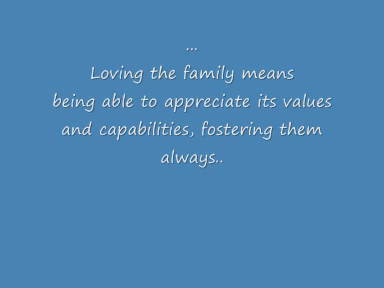 ...
Loving the family means
being able to appreciate its values
and capabilities, fostering them
always..